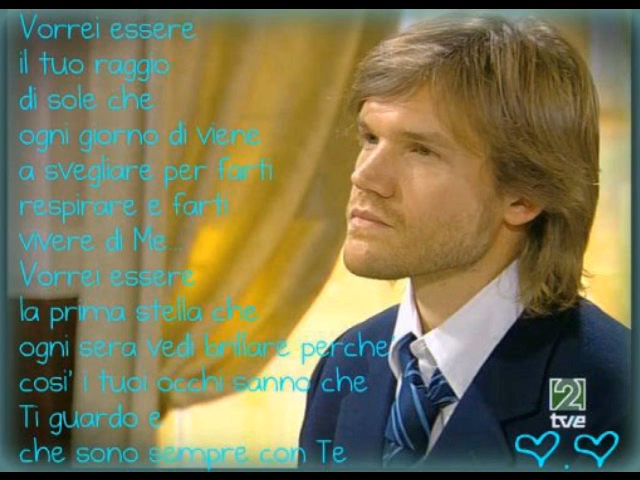 Vorrei essere
il tuo raggio
di sole che
ogni giorno di viene
a svegliare per farti
respirare e farti
vivere di Me...
Vorrei essere
la prima stella che
ogni sera vedi brillare perche
cosi' i tuoi occhi sanno che
Ti guardo e
che sono sempre con Te
2
tve